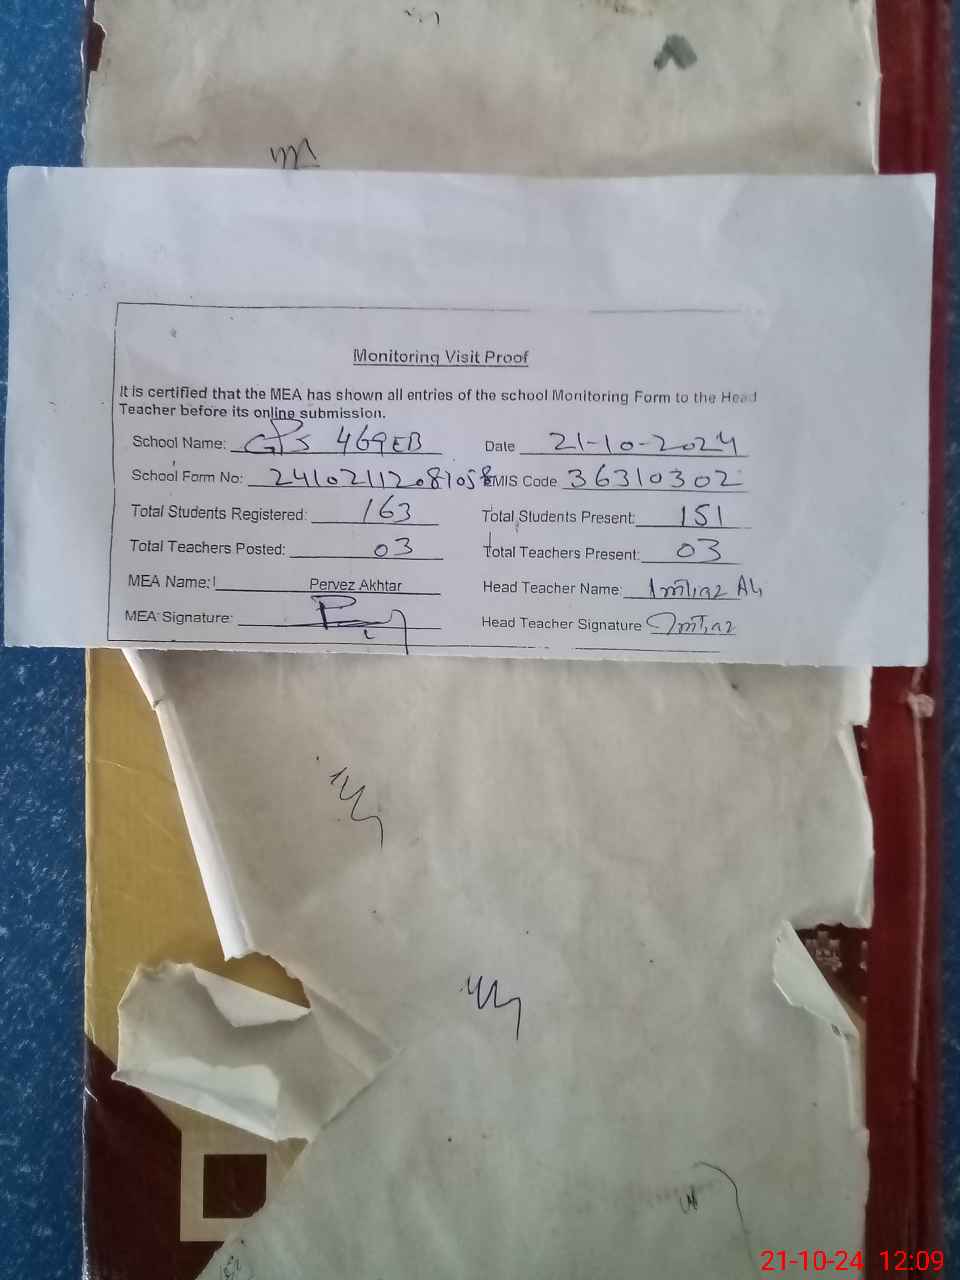 Monitoring Visit Proof
It is certified that the MEA has shown all entries of the school Monitoring Form to the Head
Teacher before its online submission.
School Name: GPS 469EB Date 21-10-2024
School Form No: 24102112081058 EMIS Code 36310302
Total Students Registered: 163 Total Students Present: 151
Total Teachers Posted: 03 Total Teachers Present: 03
MEA Name: Pervez Akhtar Head Teacher Name: Imtiaz Ali
MEA Signature: Head Teacher Signature Imtiaz
21-10-24 12:09